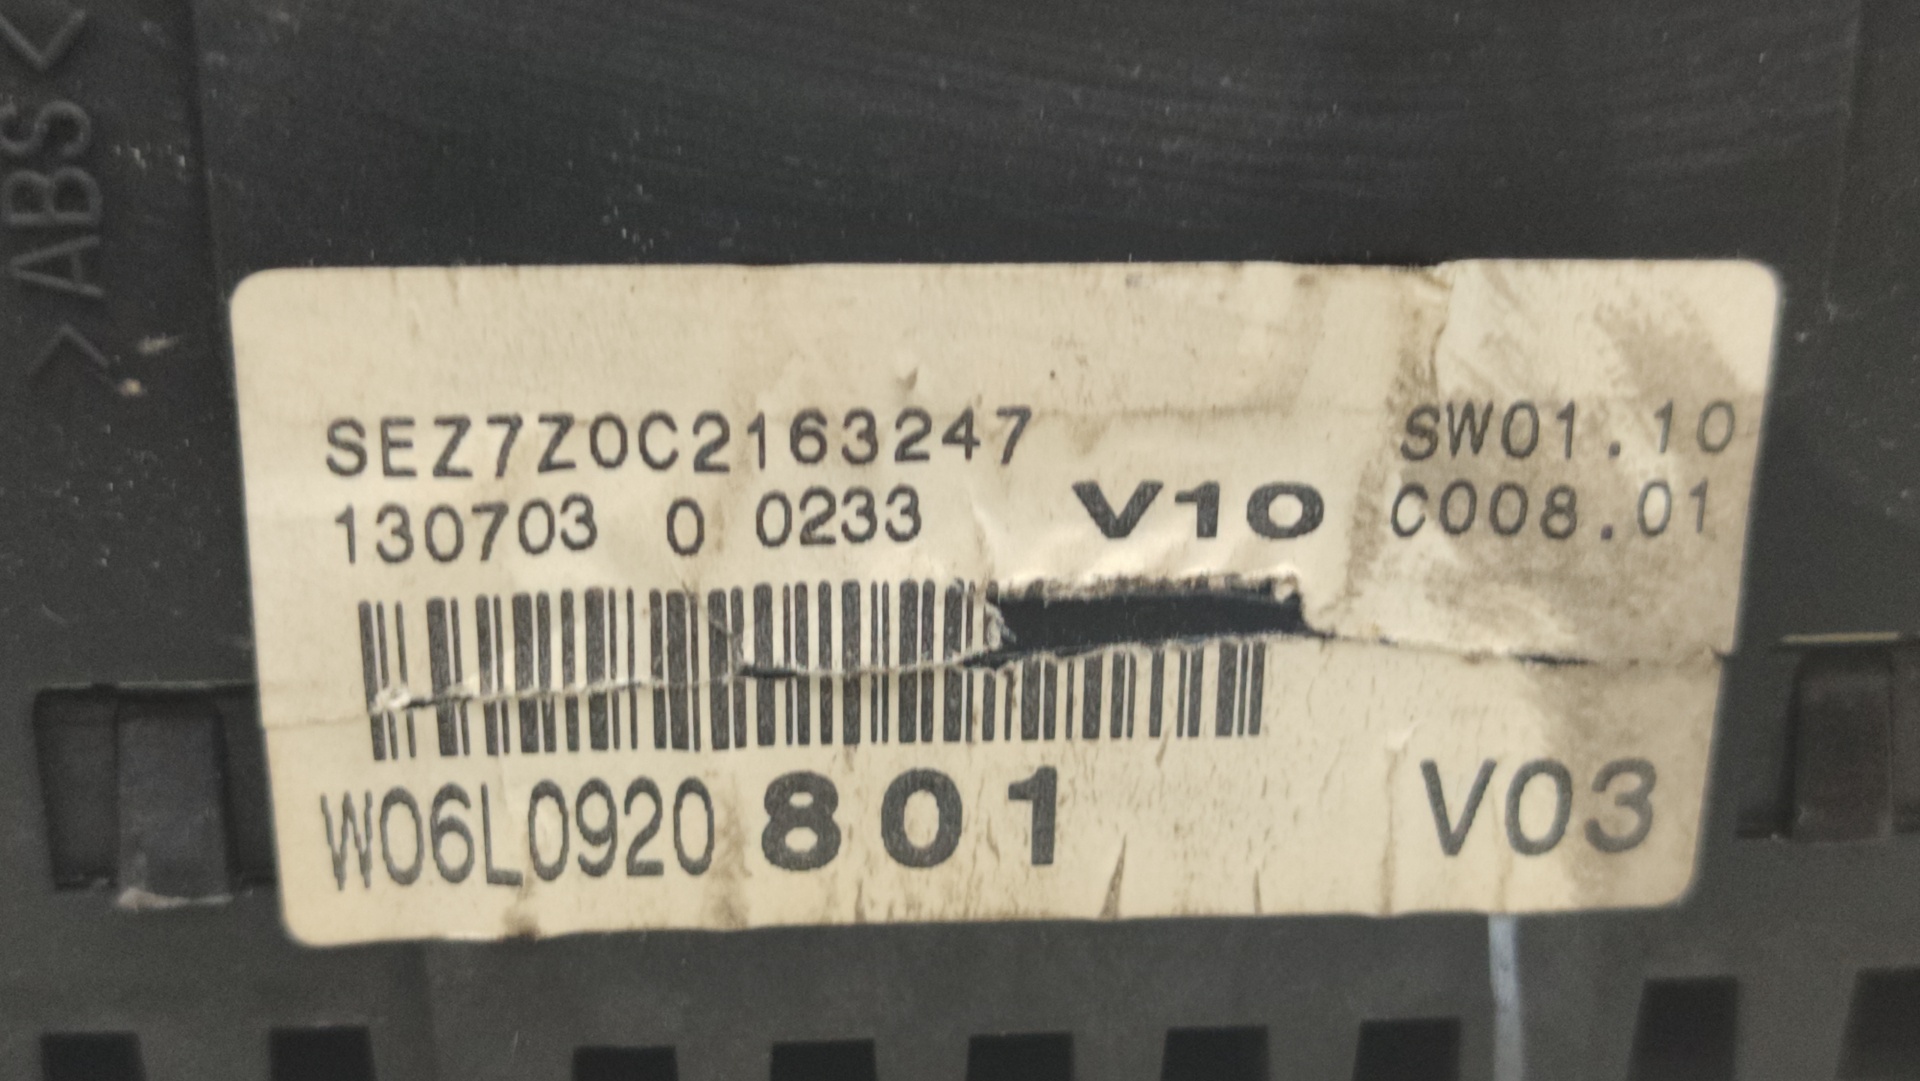 >ABS<
SEZ7Z0C2163247 SW01.10
130703 0 0233 V10 C008.01
W06L0920 801 V03